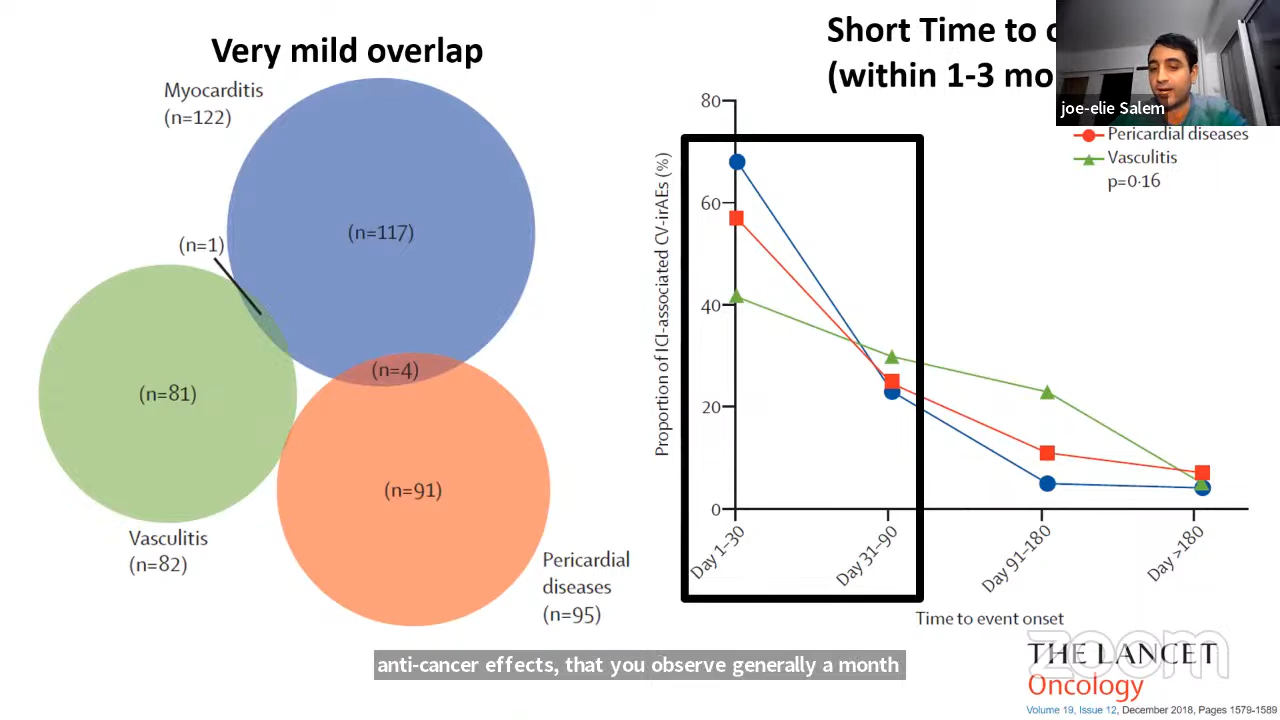 Very mild overlap
Myocarditis
(n=122)
(n=117)
(n=1)
(n=4)
(n=81)
(n=91)
Vasculitis
(n=82)
Pericardial
diseases
(n=95)
Short Time to
(within 1-3
joe-elie Salem
Pericardial diseases
Vasculitis
p=0·16
Proportion of ICI-associated CV-irAEs (%)
80
60
40
20
0
Day 1–30
Day 31–90
Day 91–180
Day >180
Time to event onset
zoom
THE LANCET
Oncology
Volume 19, Issue 12, December 2018, Pages 1579-1589
anti-cancer effects, that you observe generally a month